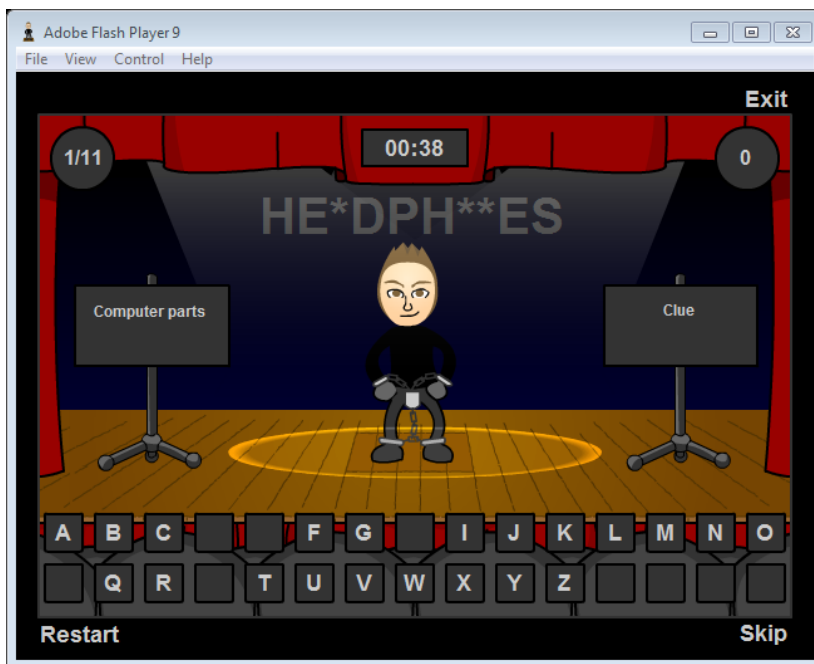 Adobe Flash Player 9
File View Control Help
Exit
1/11
00:38
0
HE*DPH**ES
Computer parts
Clue
A B C F G I J K L M N O
Q R T U V W X Y Z
Restart
Skip